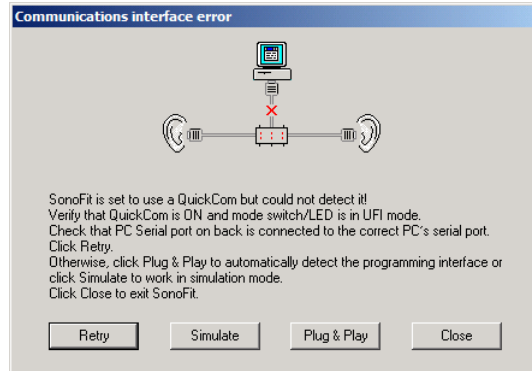 Communications interface error
SonoFit is set to use a QuickCom but could not detect it!
Verify that QuickCom is ON and mode switch/LED is in UFI mode.
Check that PC Serial port on back is connected to the correct PC´s serial port.
Click Retry.
Otherwise, click Plug & Play to automatically detect the programming interface or
click Simulate to work in simulation mode.
Click Close to exit SonoFit.
Retry
Simulate
Plug & Play
Close